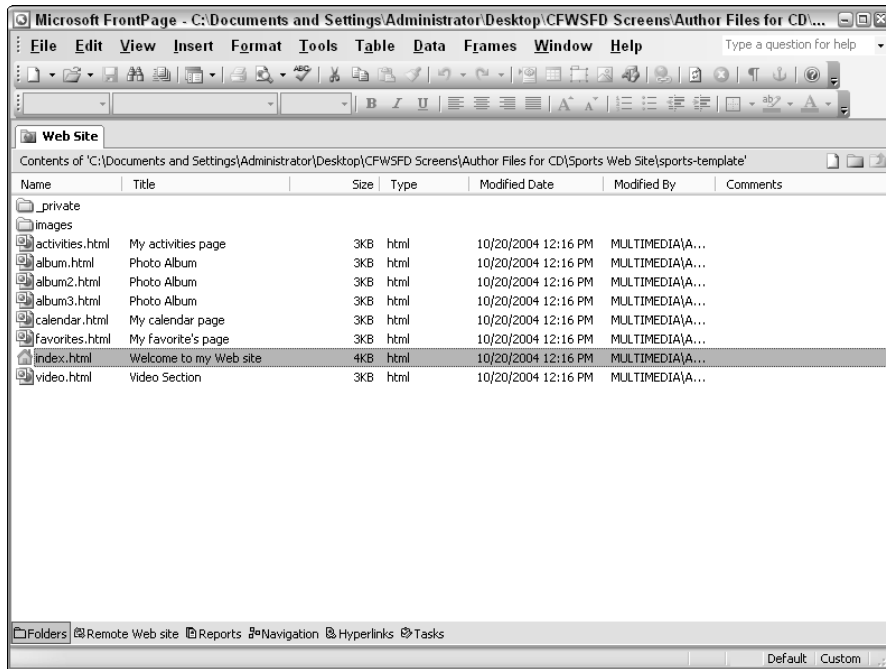 Microsoft FrontPage - C:\Documents and Settings\Administrator\Desktop\CFWSFD Screens\Author Files for CD\...
File Edit View Insert Format Tools Table Data Frames Window Help Type a question for help
ABC
B I U A A ab A
Web Site
Contents of 'C:\Documents and Settings\Administrator\Desktop\CFWSFD Screens\Author Files for CD\Sports Web Site\sports-template'
Name Title Size Type Modified Date Modified By Comments
_private
images
activities.html My activities page 3KB html 10/20/2004 12:16 PM MULTIMEDIA\A...
album.html Photo Album 3KB html 10/20/2004 12:16 PM MULTIMEDIA\A...
album2.html Photo Album 3KB html 10/20/2004 12:16 PM MULTIMEDIA\A...
album3.html Photo Album 3KB html 10/20/2004 12:16 PM MULTIMEDIA\A...
calendar.html My calendar page 3KB html 10/20/2004 12:16 PM MULTIMEDIA\A...
favorites.html My favorite's page 3KB html 10/20/2004 12:16 PM MULTIMEDIA\A...
index.html Welcome to my Web site 4KB html 10/20/2004 12:16 PM MULTIMEDIA\A...
video.html Video Section 3KB html 10/20/2004 12:16 PM MULTIMEDIA\A...
Folders Remote Web site Reports Navigation Hyperlinks Tasks
Default Custom